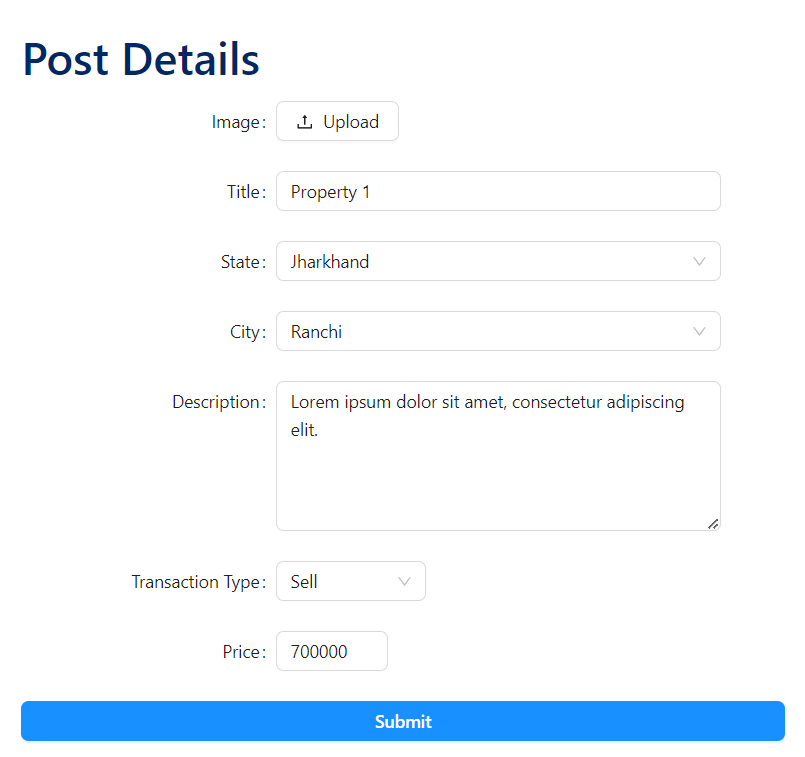 Post Details
Image:
Upload
Title:
Property 1
State:
Jharkhand
City:
Ranchi
Description:
Lorem ipsum dolor sit amet, consectetur adipiscing
elit.
Transaction Type:
Sell
Price:
700000
Submit